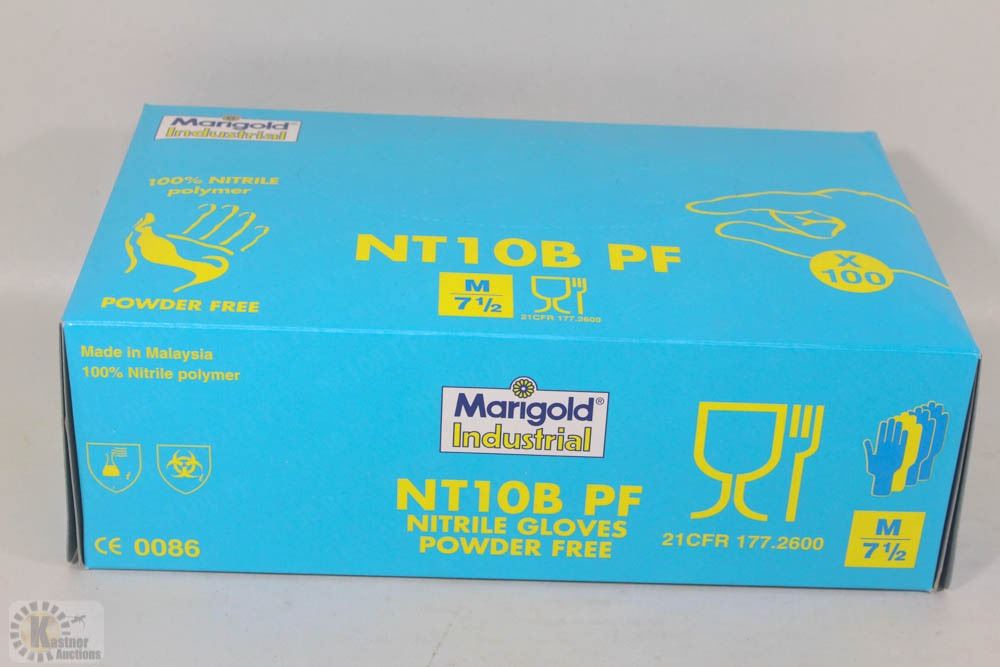 Marigold
Industrial
100% NITRILE
polymer
POWDER FREE
NT10B PF
M
7 1/2
21CFR 177.2600
X
100
Made in Malaysia
100% Nitrile polymer
CE 0086
Marigold®
Industrial
NT10B PF
NITRILE GLOVES
POWDER FREE
21CFR 177.2600
M
7 1/2
Kastner
Auctions